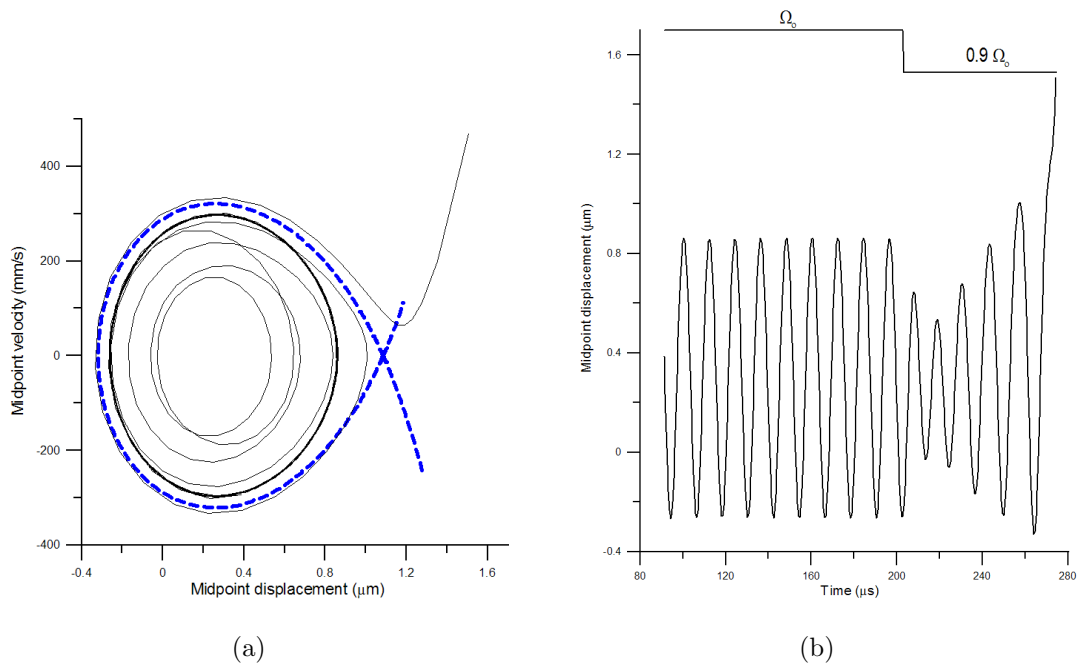 400
200
0
-200
-400
Midpoint velocity (mm/s)
-0.4 0 0.4 0.8 1.2 1.6
Midpoint displacement (μm)
(a)
Ωₒ
0.9 Ωₒ
1.6
1.2
0.8
0.4
0
-0.4
Midpoint displacement (μm)
80 120 160 200 240 280
Time (μs)
(b)